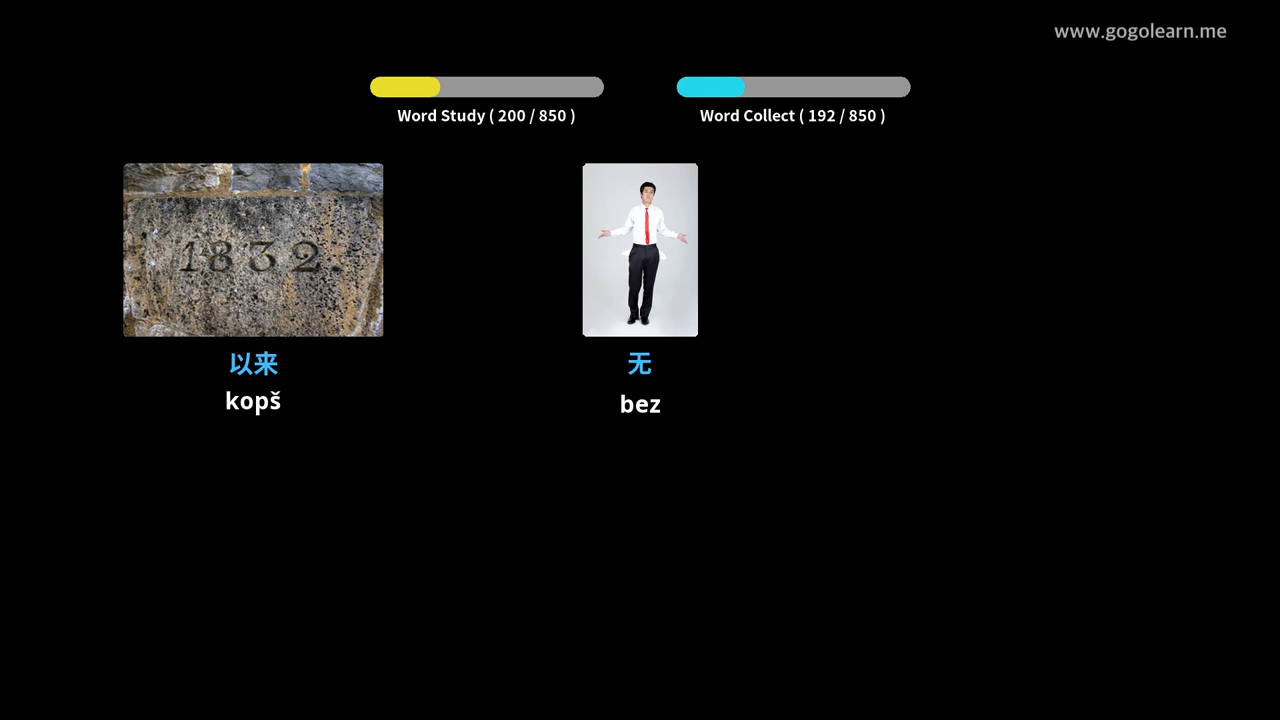 www.gogolearn.me
Word Study ( 200 / 850 )
Word Collect ( 192 / 850 )
1832.
以来
kopš
无
bez